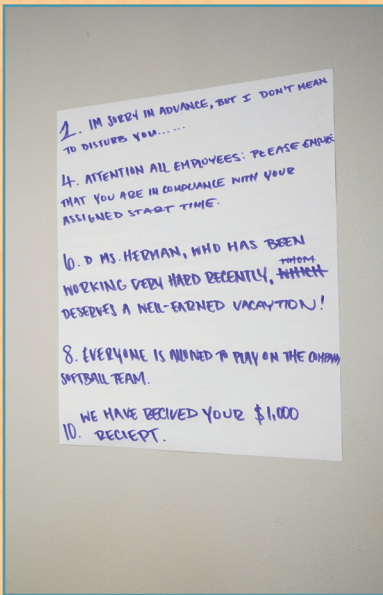 1. IM SORRY IN ADVANCE, BUT I DON'T MEAN
TO DISTURB YOU......
4. ATTENTION ALL EMPLOYEES: PLEASE ENSURE
THAT YOU ARE IN COMPLIANCE WITH YOUR
ASSIGNED START TIME.
6. D MS. HERMAN, WHO HAS BEEN
WORKING VERY HARD RECENTLY, WHOM WHICH
DESERVES A WELL-EARNED VACAYTION!
8. EVERYONE IS ALLOWED TO PLAY ON THE COMPANY
SOFTBALL TEAM.
10. WE HAVE RECIVED YOUR $1,000
RECIEPT.